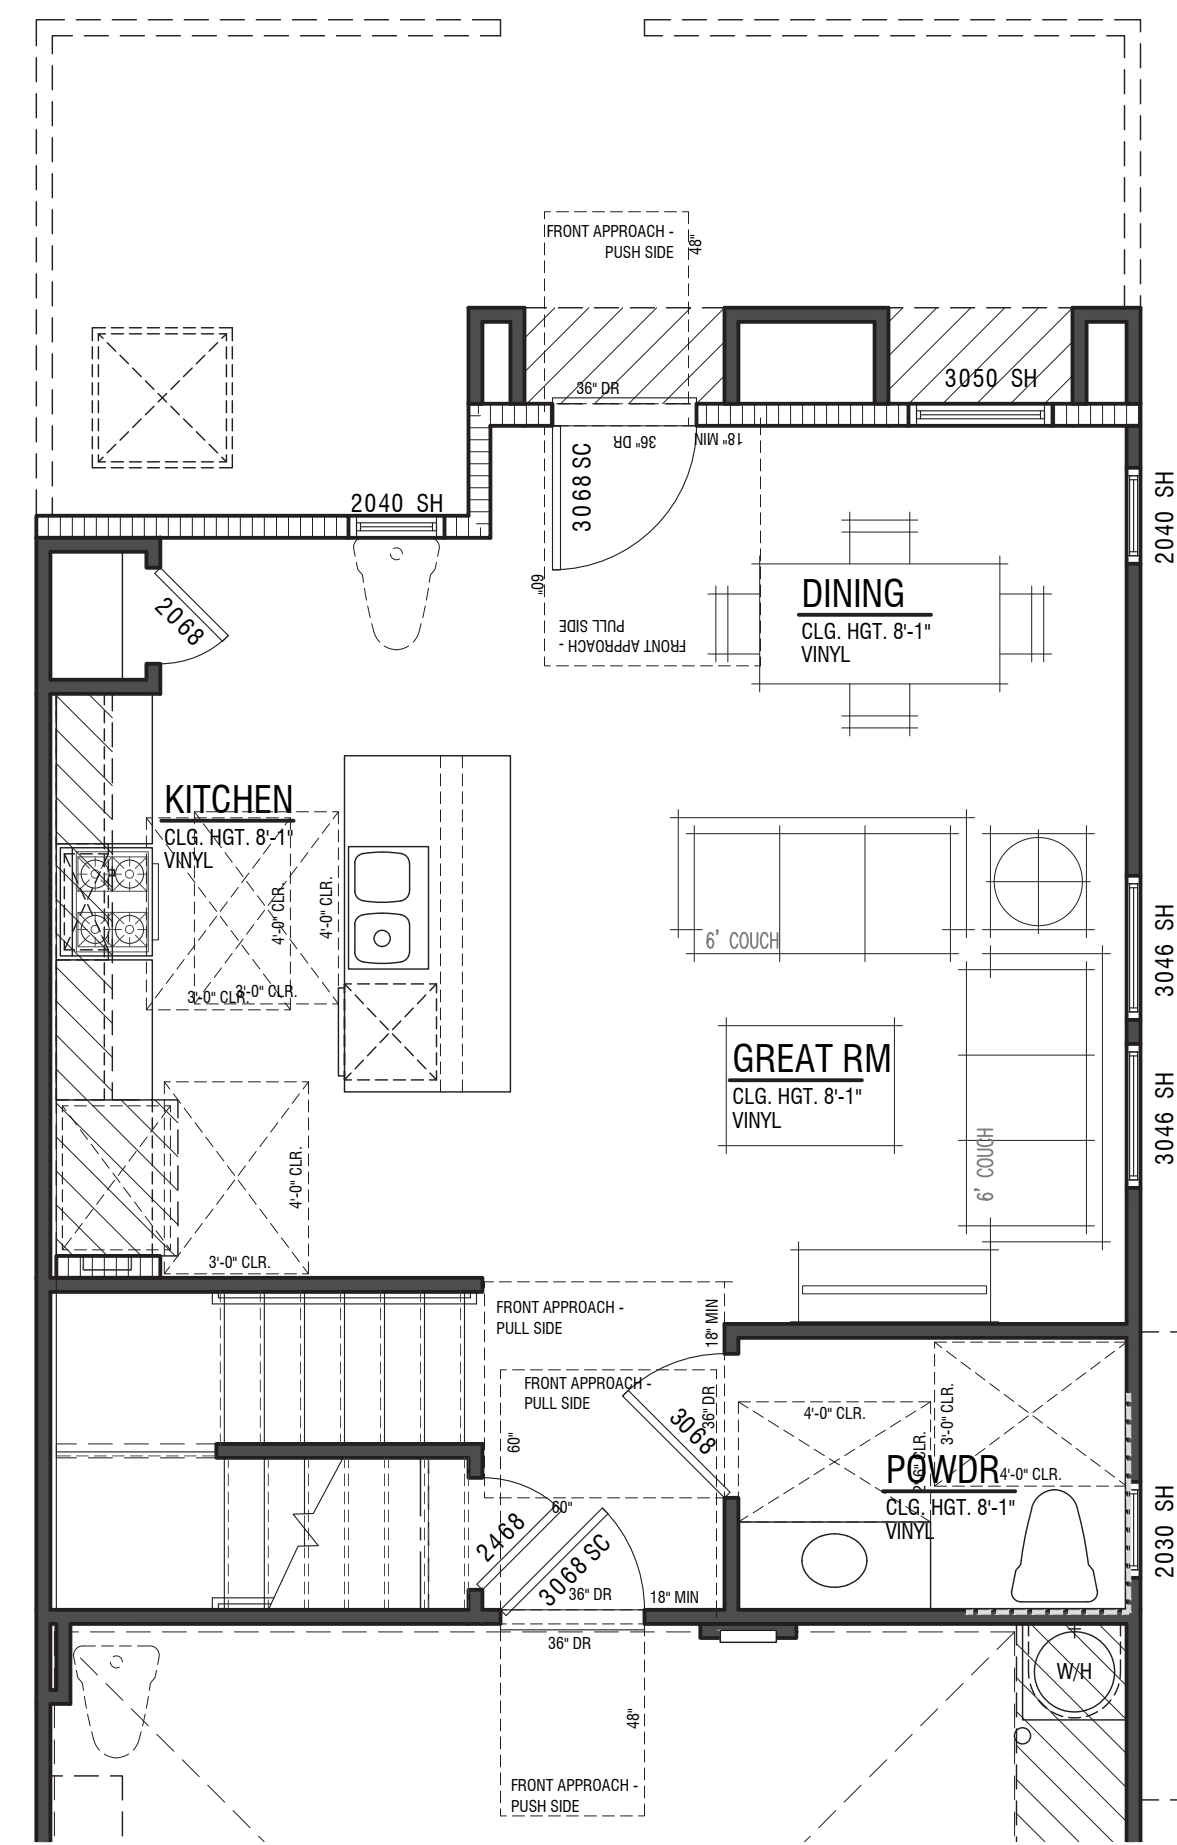 FRONT APPROACH -
PUSH SIDE
48"
3050 SH
36" DR
36" DR
18" MIN
3068 SC
2040 SH
2040 SH
60"
2068
DINING
CLG. HGT. 8'-1"
VINYL
FRONT APPROACH -
PULL SIDE
KITCHEN
CLG. HGT. 8'-1"
VINYL
4'-0" CLR.
4'-0" CLR.
3'-0" CLR.
3'-0" CLR.
6' COUCH
3046 SH
GREAT RM
CLG. HGT. 8'-1"
VINYL
3046 SH
6' COUCH
4'-0" CLR.
3'-0" CLR.
FRONT APPROACH -
PULL SIDE
18" MIN
FRONT APPROACH -
PULL SIDE
36" DR
3068
60"
4'-0" CLR.
3'-0" CLR.
POWDR
4'-0" CLR.
CLG. HGT. 8'-1"
VINYL
2030 SH
60"
2468
3068 SC
36" DR
18" MIN
36" DR
W/H
48"
FRONT APPROACH -
PUSH SIDE